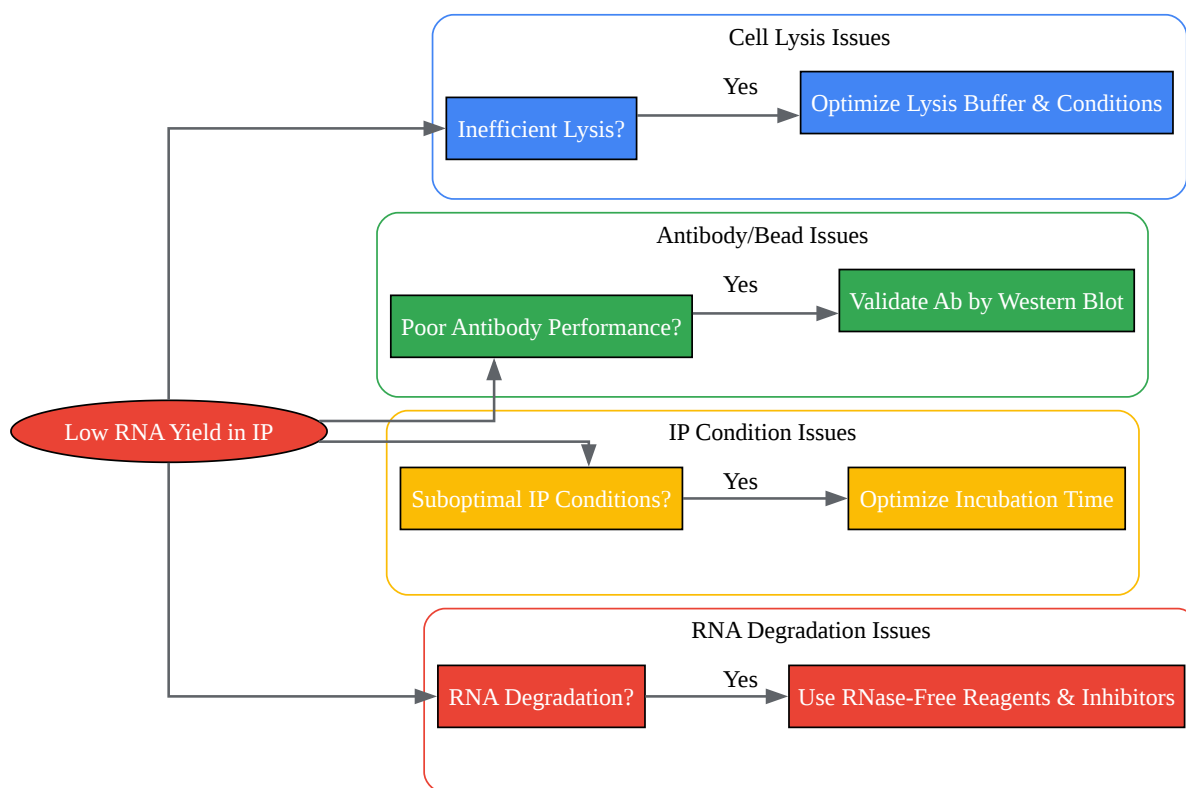 Cell Lysis Issues
Inefficient Lysis?
Yes
Optimize Lysis Buffer & Conditions
Antibody/Bead Issues
Poor Antibody Performance?
Yes
Validate Ab by Western Blot
Low RNA Yield in IP
IP Condition Issues
Suboptimal IP Conditions?
Yes
Optimize Incubation Time
RNA Degradation Issues
RNA Degradation?
Yes
Use RNase-Free Reagents & Inhibitors